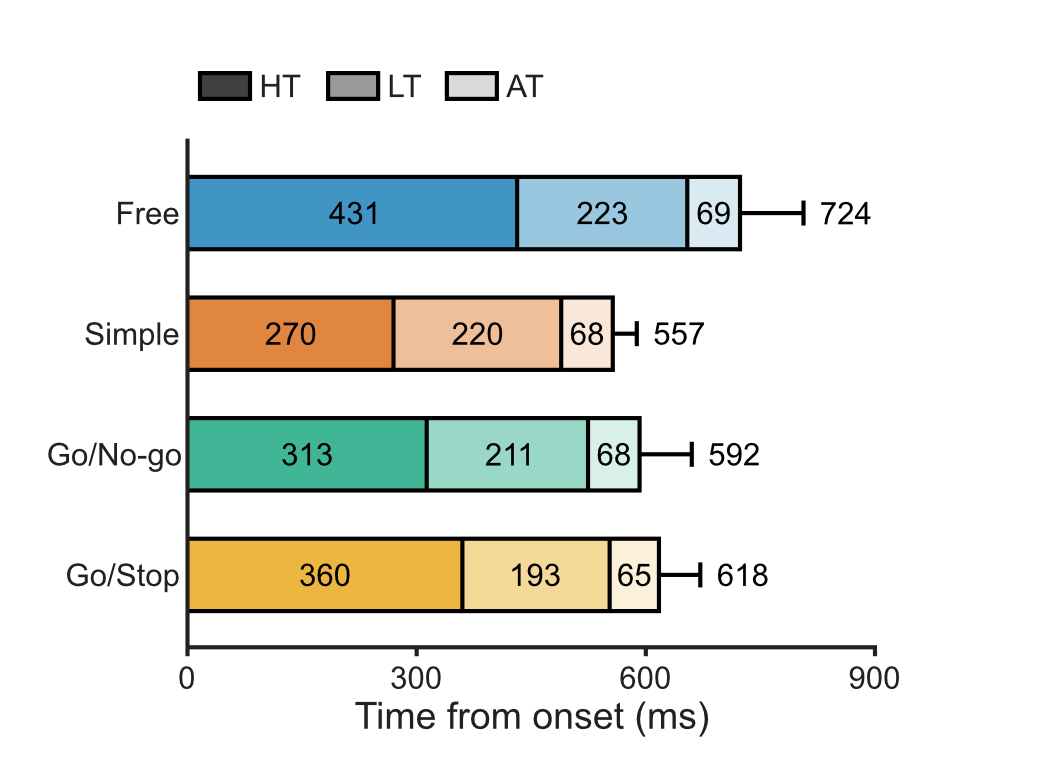 HT LT AT
Free 431 223 69 724
Simple 270 220 68 557
Go/No-go 313 211 68 592
Go/Stop 360 193 65 618
0 300 600 900
Time from onset (ms)